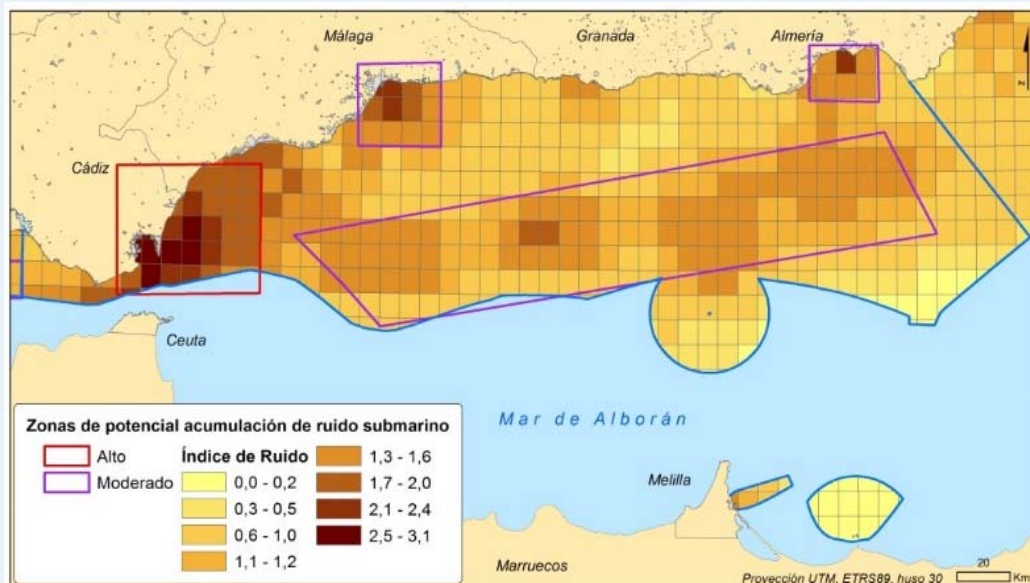 Málaga
Granada
Almería
N
Cádiz
Ceuta
Mar de Alborán
Melilla
Marruecos
Zonas de potencial acumulación de ruido submarino
Alto
Moderado
Índice de Ruido
0,0 - 0,2
0,3 - 0,5
0,6 - 1,0
1,1 - 1,2
1,3 - 1,6
1,7 - 2,0
2,1 - 2,4
2,5 - 3,1
20
Km
Proyección UTM, ETRS89, huso 30